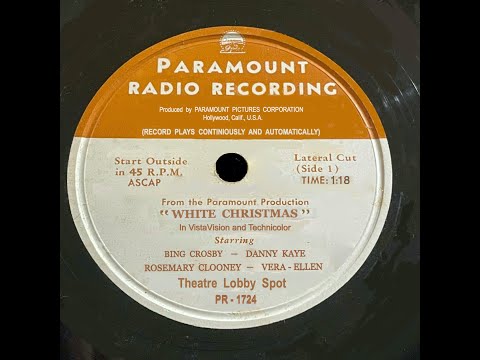 PARAMOUNT
RADIO RECORDING
Produced by PARAMOUNT PICTURES CORPORATION
Hollywood, Calif., U.S.A.
(RECORD PLAYS CONTINIOUSLY AND AUTOMATICALLY)
Start Outside
in 45 R.P.M.
ASCAP
Lateral Cut
(Side 1)
TIME: 1:18
From the Paramount Production
"WHITE CHRISTMAS"
In VistaVision and Technicolor
Starring
BING CROSBY — DANNY KAYE
ROSEMARY CLOONEY — VERA - ELLEN
Theatre Lobby Spot
PR - 1724